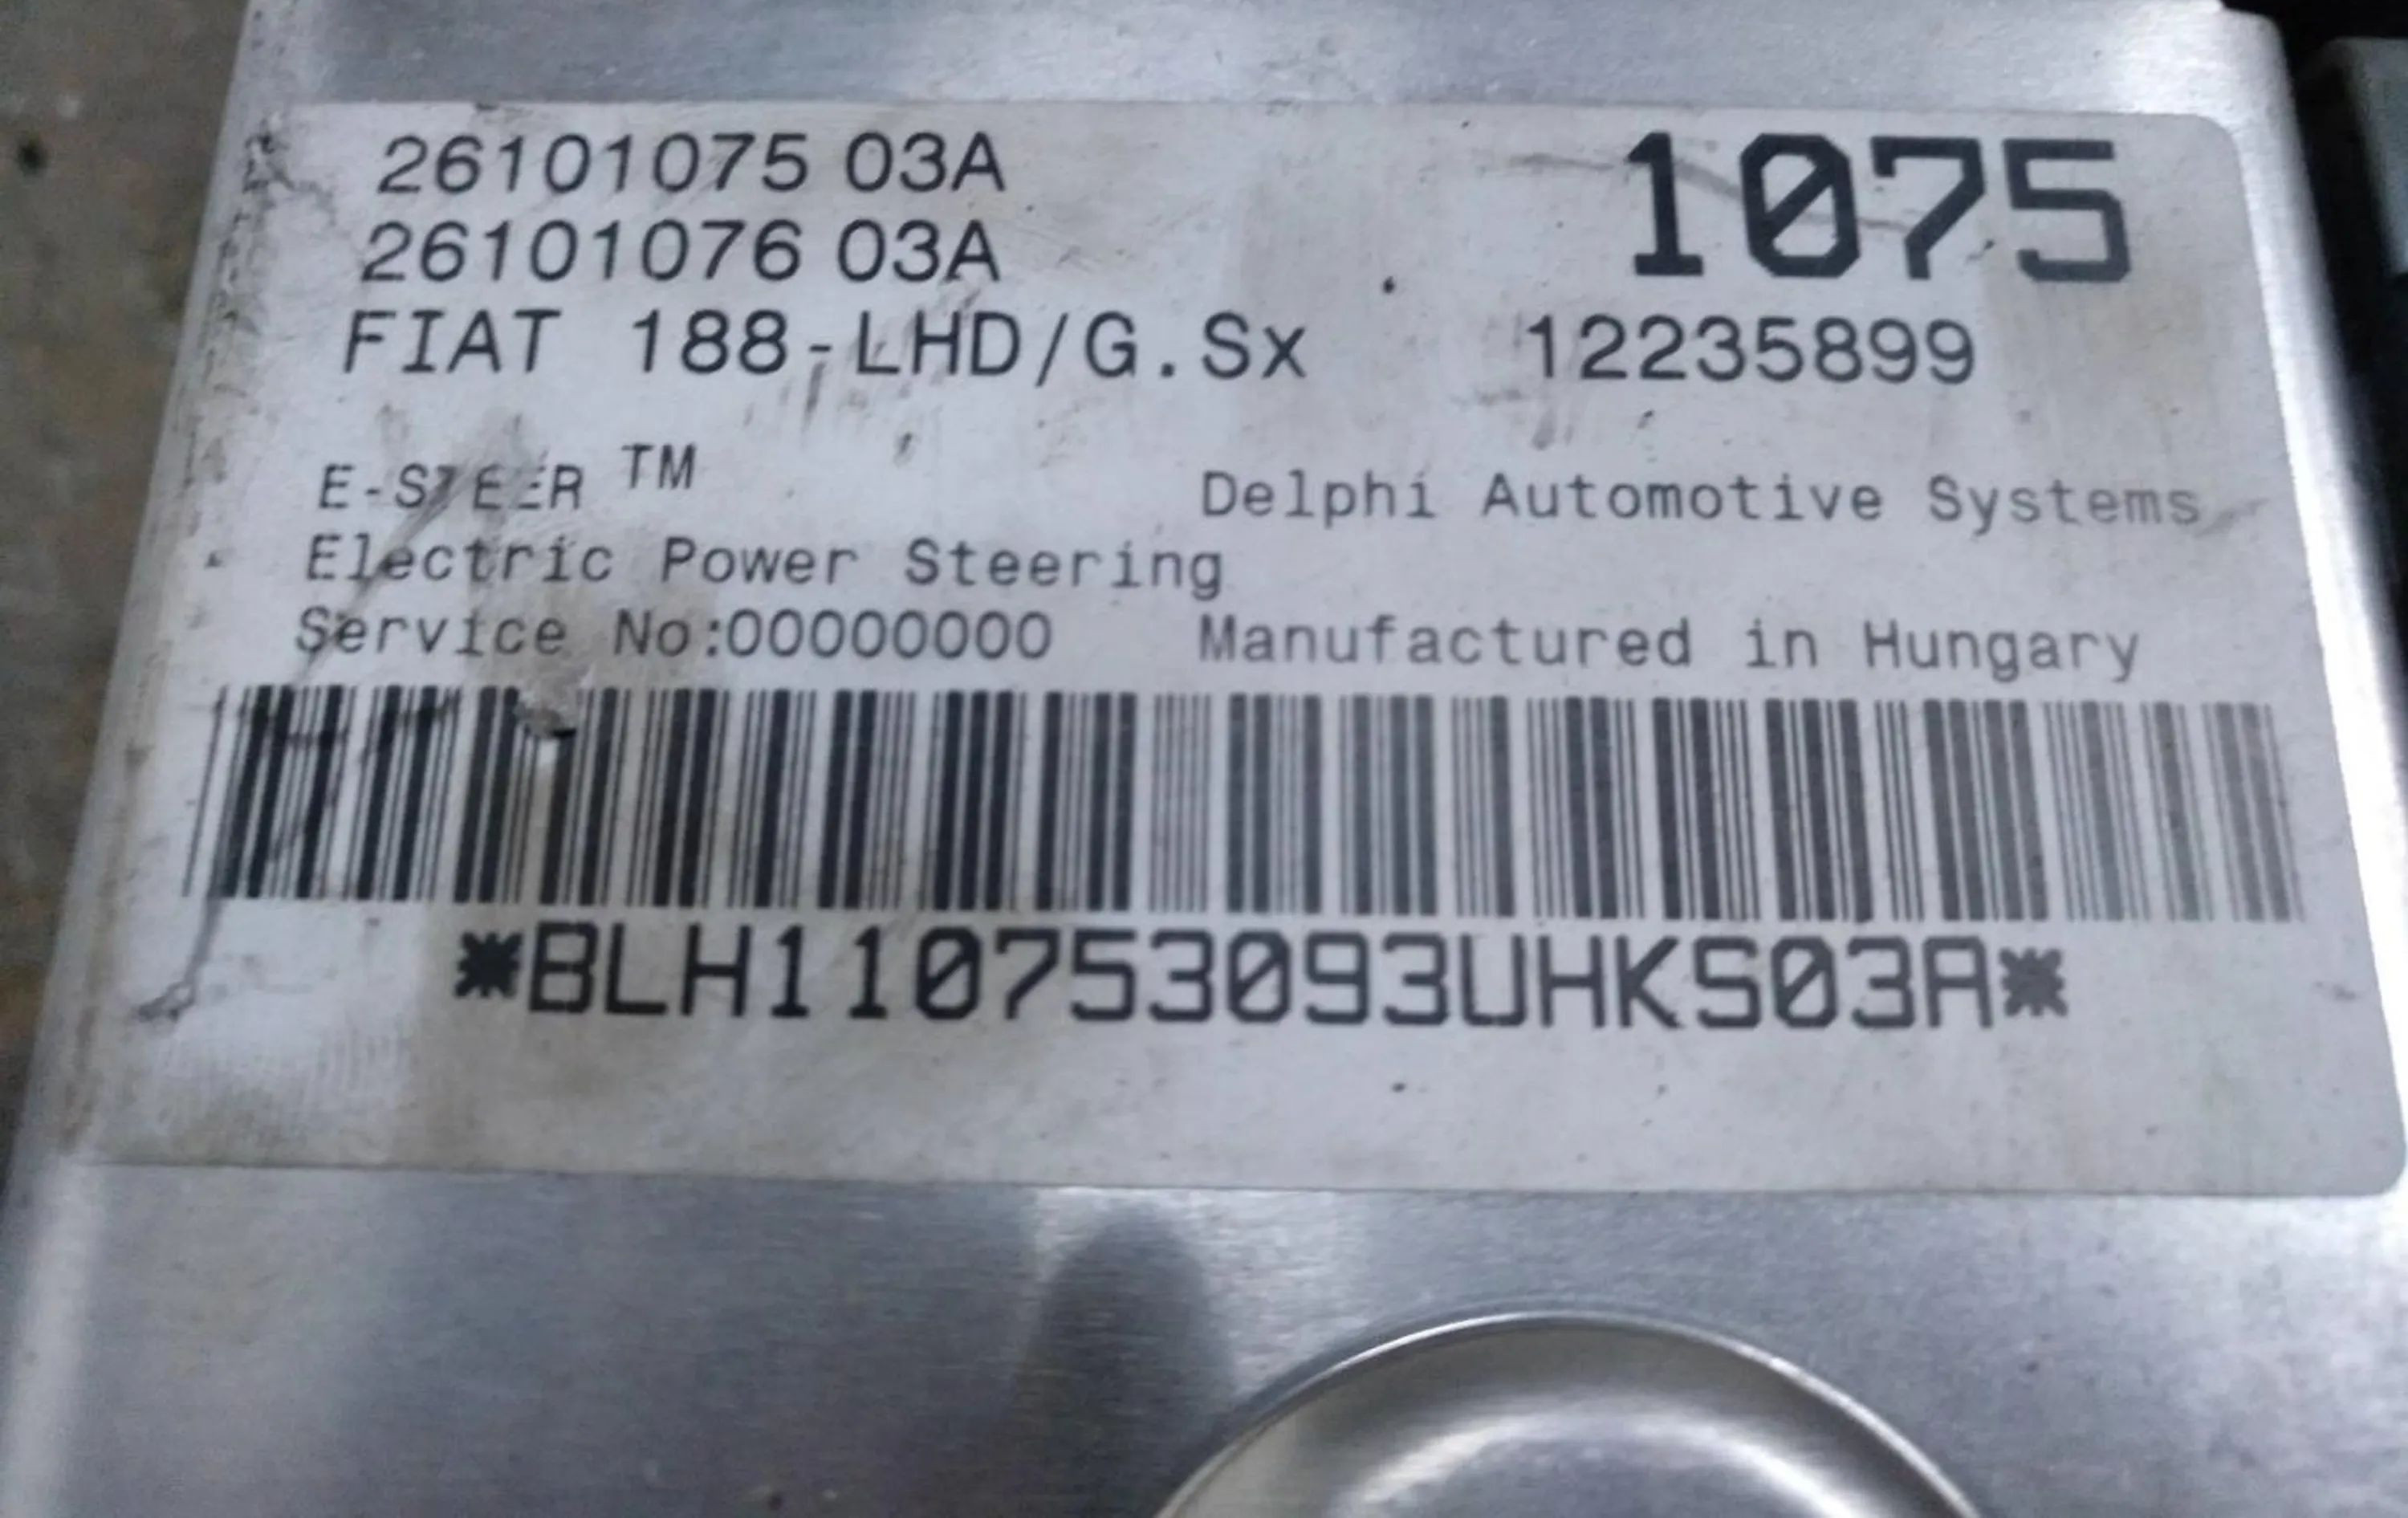 26101075 03A
1075
26101076 03A
FIAT 188-LHD/G.Sx
12235899
E-STEER TM
Delphi Automotive Systems
Electric Power Steering
Service No:00000000
Manufactured in Hungary
*BLH110753093UHKS03A*